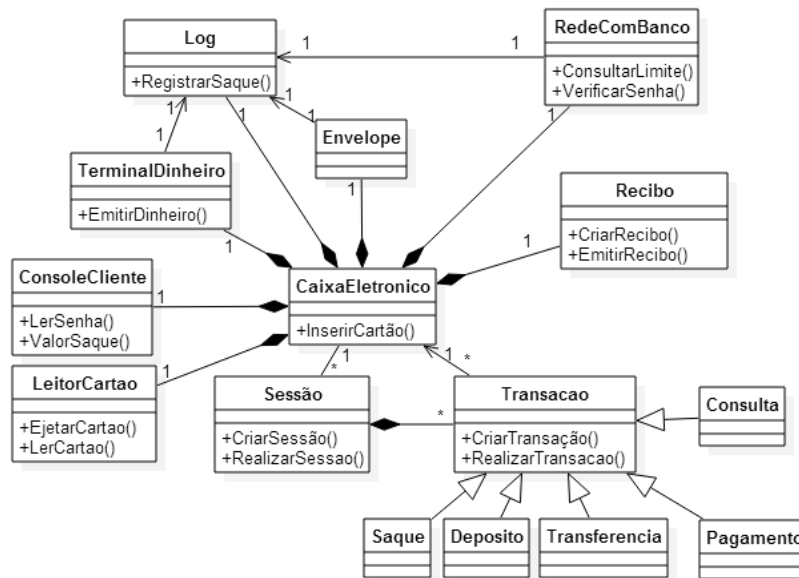 Log
+RegistrarSaque()
RedeComBanco
+ConsultarLimite()
+VerificarSenha()
1
1
1
1
1
1
1
1
Envelope
1
TerminalDinheiro
+EmitirDinheiro()
1
Recibo
+CriarRecibo()
+EmitirRecibo()
1
ConsoleCliente
+LerSenha()
+ValorSaque()
1
CaixaEletronico
+InserirCartão()
LeitorCartao
+EjetarCartao()
+LerCartao()
1
1
*
1
*
Sessão
+CriarSessão()
+RealizarSessao()
*
Transacao
+CriarTransação()
+RealizarTransacao()
Consulta
Saque
Deposito
Transferencia
Pagamento